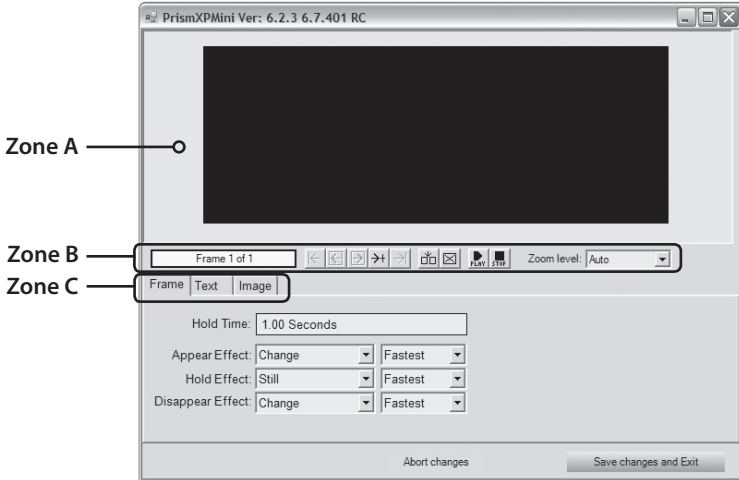 PrismXPMini Ver: 6.2.3 6.7.401 RC
Zone A
Zone B
Frame 1 of 1
PLAY
STOP
Zoom level: Auto
Zone C
Frame Text Image
Hold Time: 1.00 Seconds
Appear Effect: Change Fastest
Hold Effect: Still Fastest
Disappear Effect: Change Fastest
Abort changes
Save changes and Exit